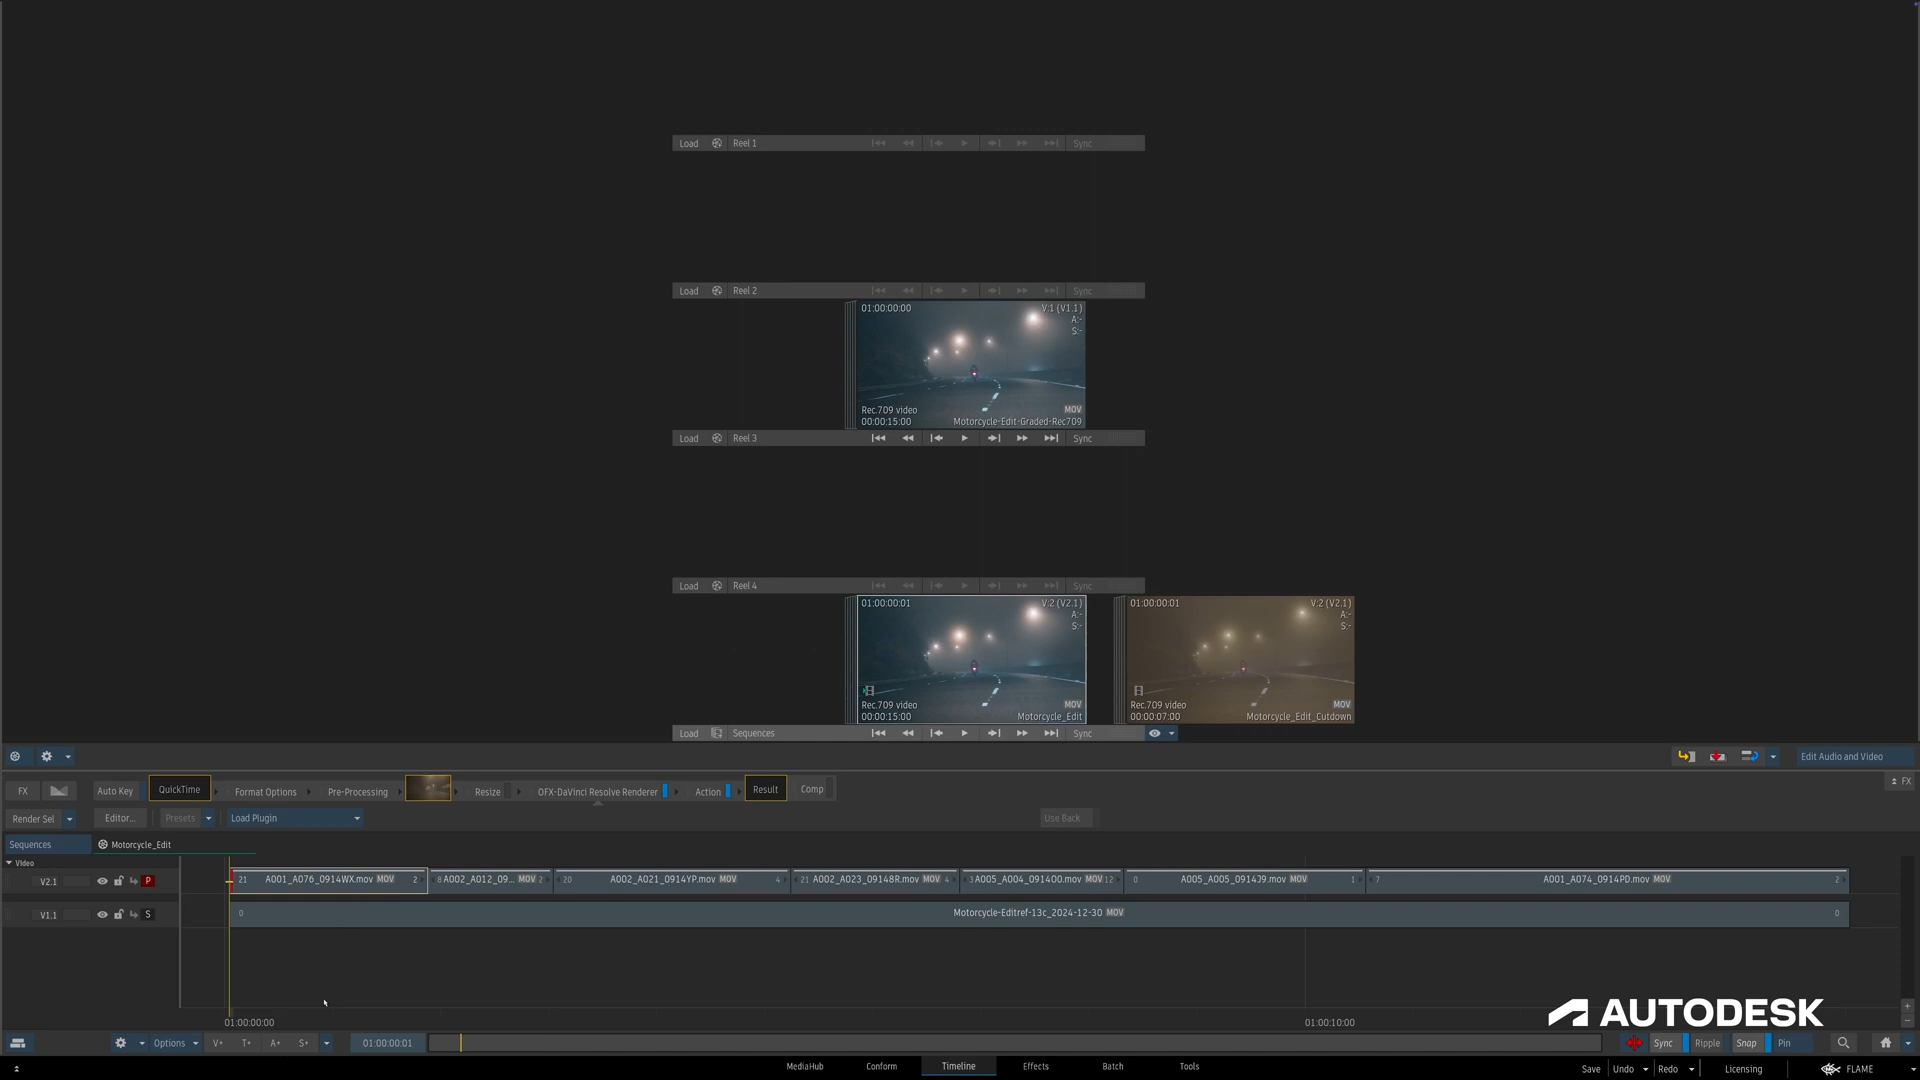 Load Reel 1 Sync
Load Reel 2 Sync
01:00:00:00 V:1 (V1.1)
A:-
S:-
Rec.709 video MOV
00:00:15:00 Motorcycle-Edit-Graded-Rec709
Load Reel 3 Sync
Load Reel 4 Sync
01:00:00:01 V:2 (V2.1)
A:-
S:-
Rec.709 video MOV
00:00:15:00 Motorcycle_Edit
01:00:00:01 V:2 (V2.1)
A:-
S:-
Rec.709 video MOV
00:00:07:00 Motorcycle_Edit_Cutdown
Load Sequences Sync
Edit Audio and Video
FX Auto Key QuickTime Format Options Pre-Processing Resize OFX-DaVinci Resolve Renderer Action Result Comp FX
Render Sel Editor... Presets Load Plugin Use Back
Sequences Motorcycle_Edit
Video
V2.1 P 21 A001_A076_0914WX.mov MOV 2 8 A002_A012_09... MOV 2 20 A002_A021_0914YP.mov MOV 4 21 A002_A023_09148R.mov MOV 4 3 A005_A004_0914O0.mov MOV 12 0 A005_A005_0914J9.mov MOV 1 7 A001_A074_0914PD.mov MOV 2
V1.1 S 0 Motorcycle-Editref-13c_2024-12-30 MOV 0
AUTODESK
01:00:00:00 01:00:10:00
Options V+ T+ A+ S+ 01:00:00:01 Sync Ripple Snap Pin
MediaHub Conform Timeline Effects Batch Tools Save Undo Redo Licensing FLAME